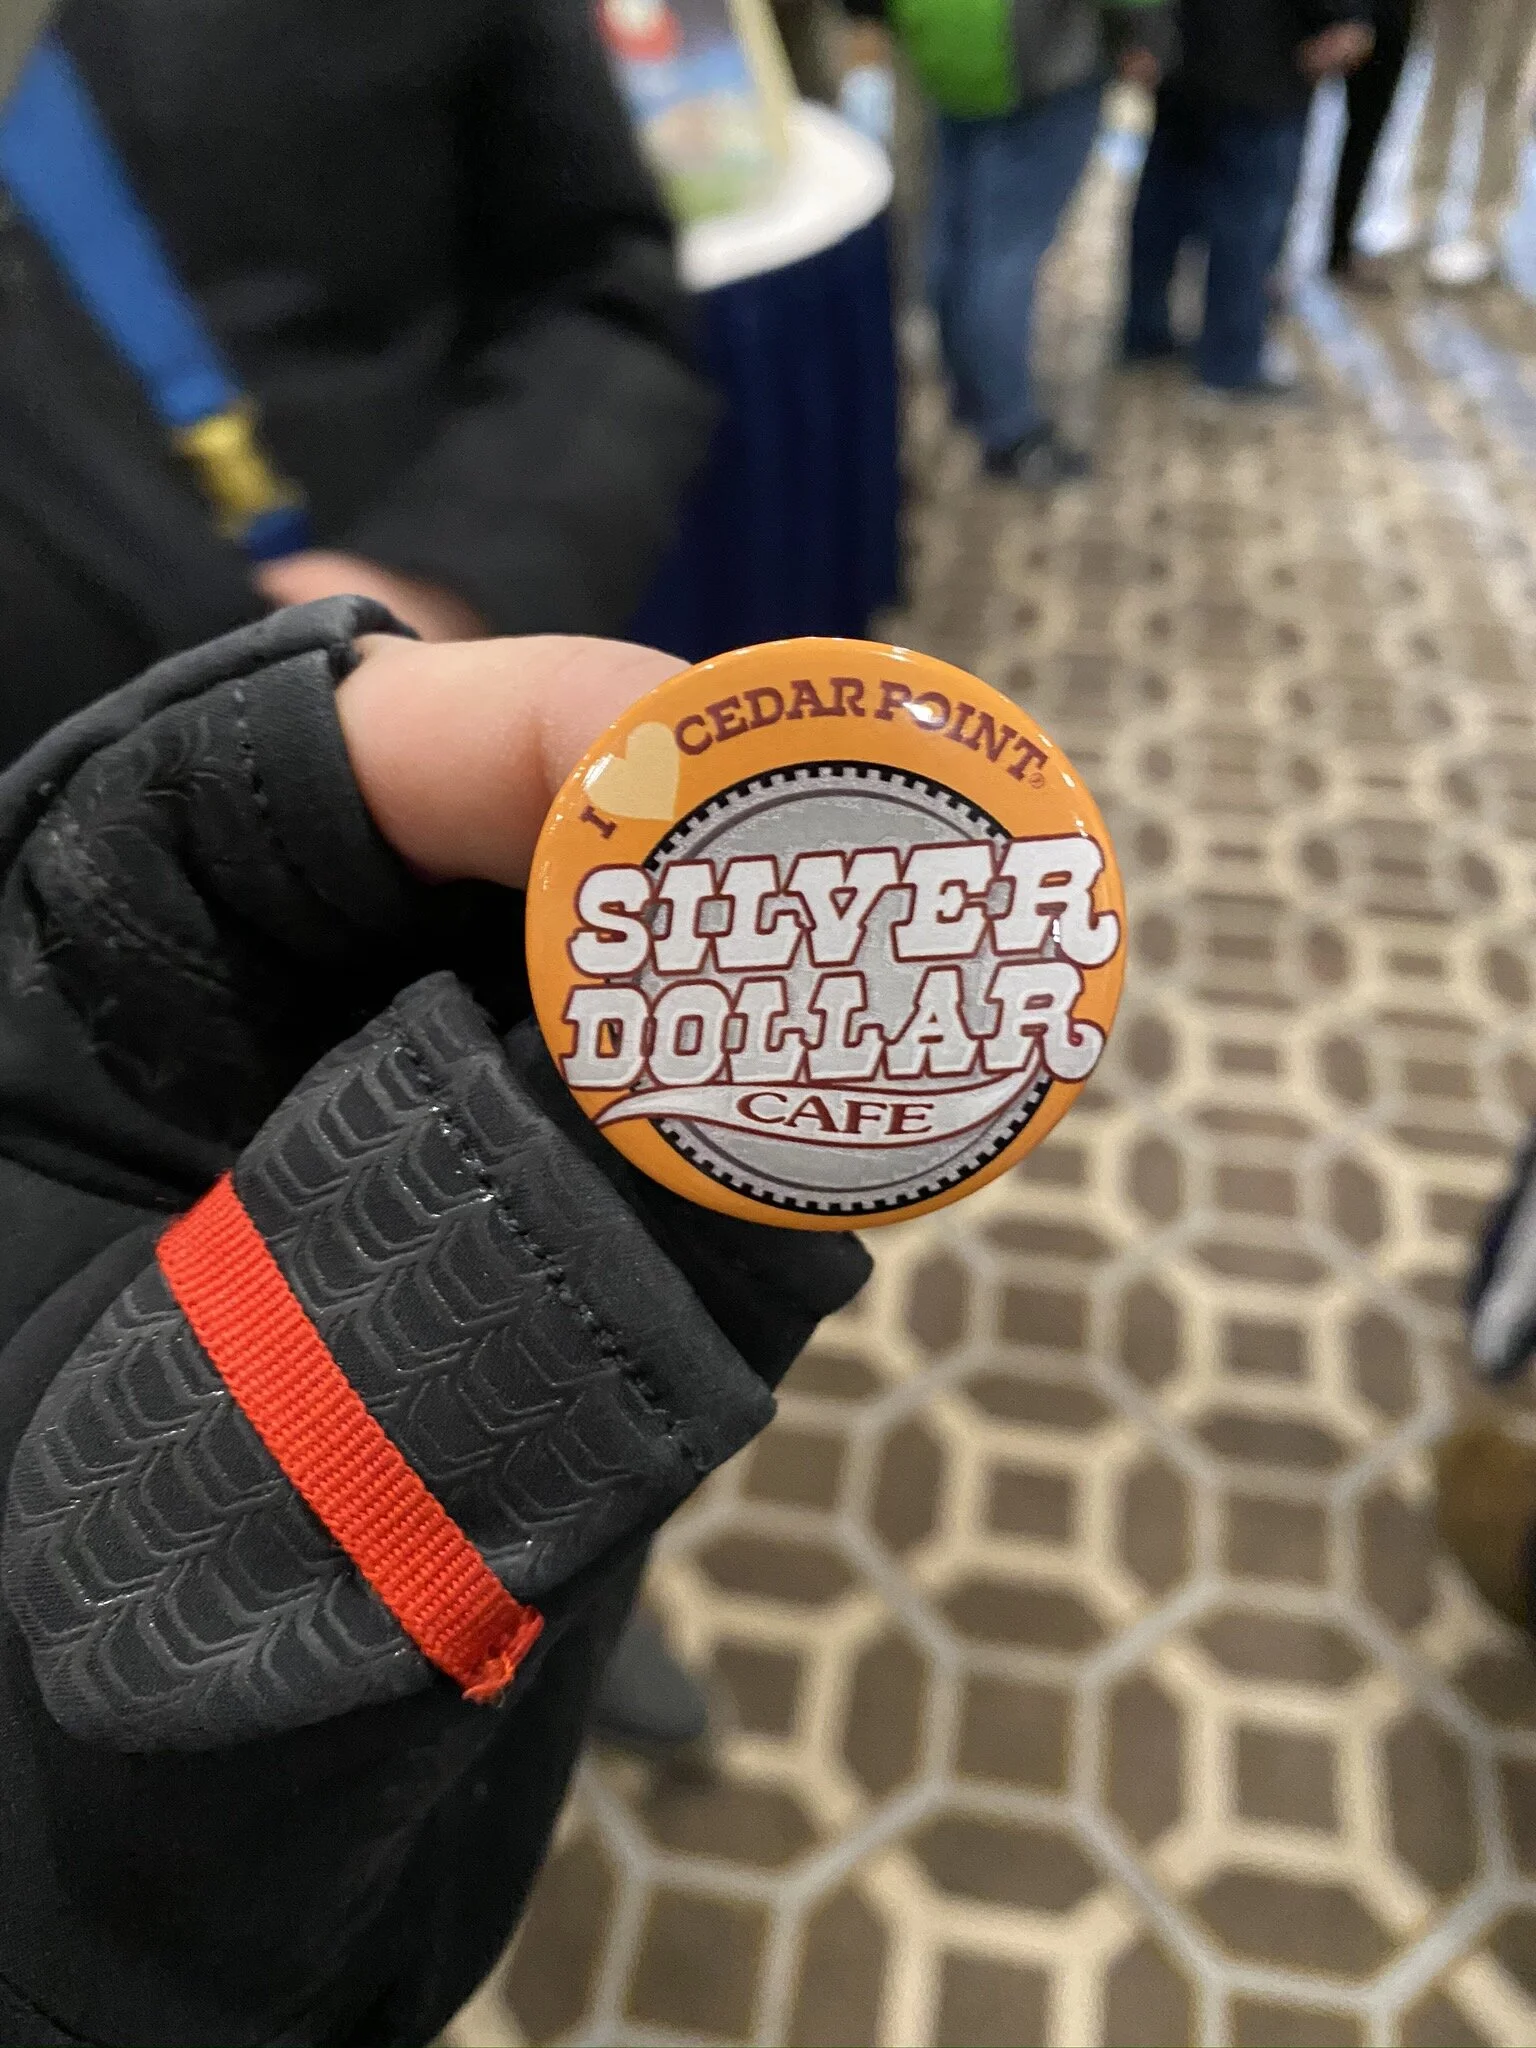 I CEDAR POINT®
SILVER
DOLLAR
CAFE